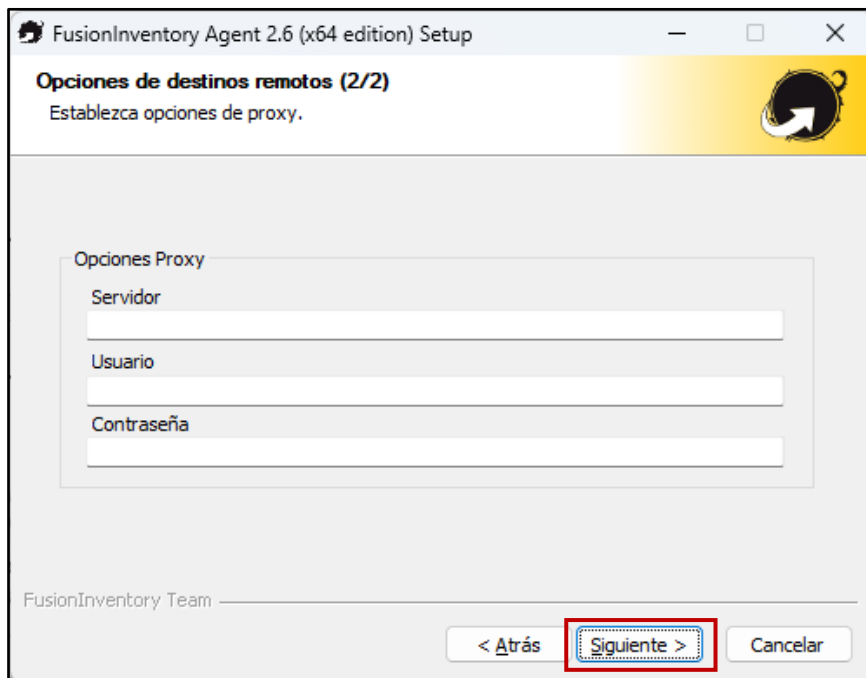 FusionInventory Agent 2.6 (x64 edition) Setup
Opciones de destinos remotos (2/2)
Establezca opciones de proxy.
Opciones Proxy
Servidor
Usuario
Contraseña
FusionInventory Team
< Atrás Siguiente > Cancelar